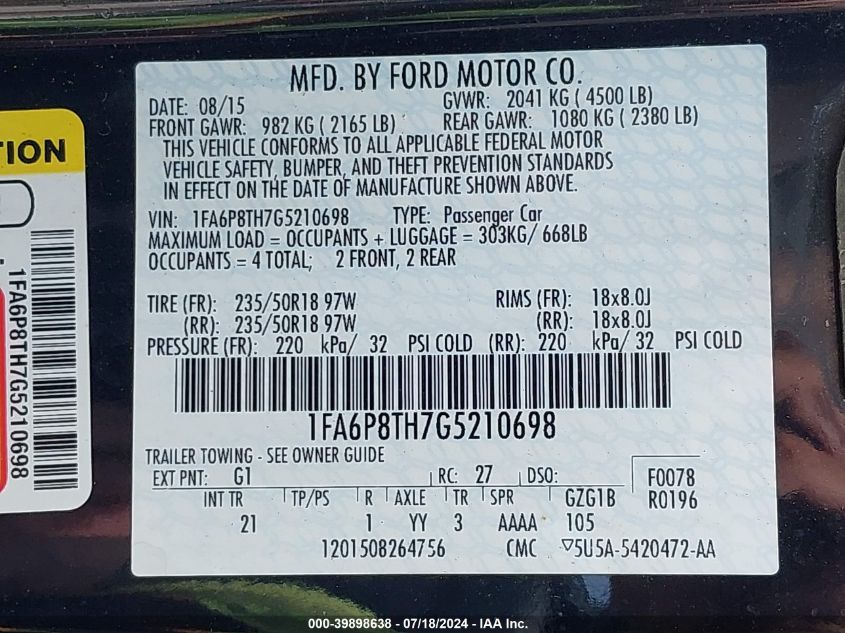 MFD. BY FORD MOTOR CO.
DATE: 08/15 GVWR: 2041 KG ( 4500 LB)
FRONT GAWR: 982 KG ( 2165 LB) REAR GAWR: 1080 KG ( 2380 LB)
THIS VEHICLE CONFORMS TO ALL APPLICABLE FEDERAL MOTOR
VEHICLE SAFETY, BUMPER, AND THEFT PREVENTION STANDARDS
IN EFFECT ON THE DATE OF MANUFACTURE SHOWN ABOVE.
VIN: 1FA6P8TH7G5210698 TYPE: Passenger Car
MAXIMUM LOAD = OCCUPANTS + LUGGAGE = 303KG/ 668LB
OCCUPANTS = 4 TOTAL; 2 FRONT, 2 REAR
TIRE (FR): 235/50R18 97W RIMS (FR): 18x8.0J
(RR): 235/50R18 97W (RR): 18x8.0J
PRESSURE (FR): 220 kPa/ 32 PSI COLD (RR): 220 kPa/ 32 PSI COLD
1FA6P8TH7G5210698
TRAILER TOWING - SEE OWNER GUIDE
EXT PNT: G1 RC: 27 DSO: F0078
R0196
INT TR TP/PS R AXLE TR SPR GZG1B
21 1 YY 3 AAAA 105
1201508264756 CMC ▽5U5A-5420472-AA
TION
1FA6P8TH7G5210698
000-39898638 - 07/18/2024 - IAA Inc.